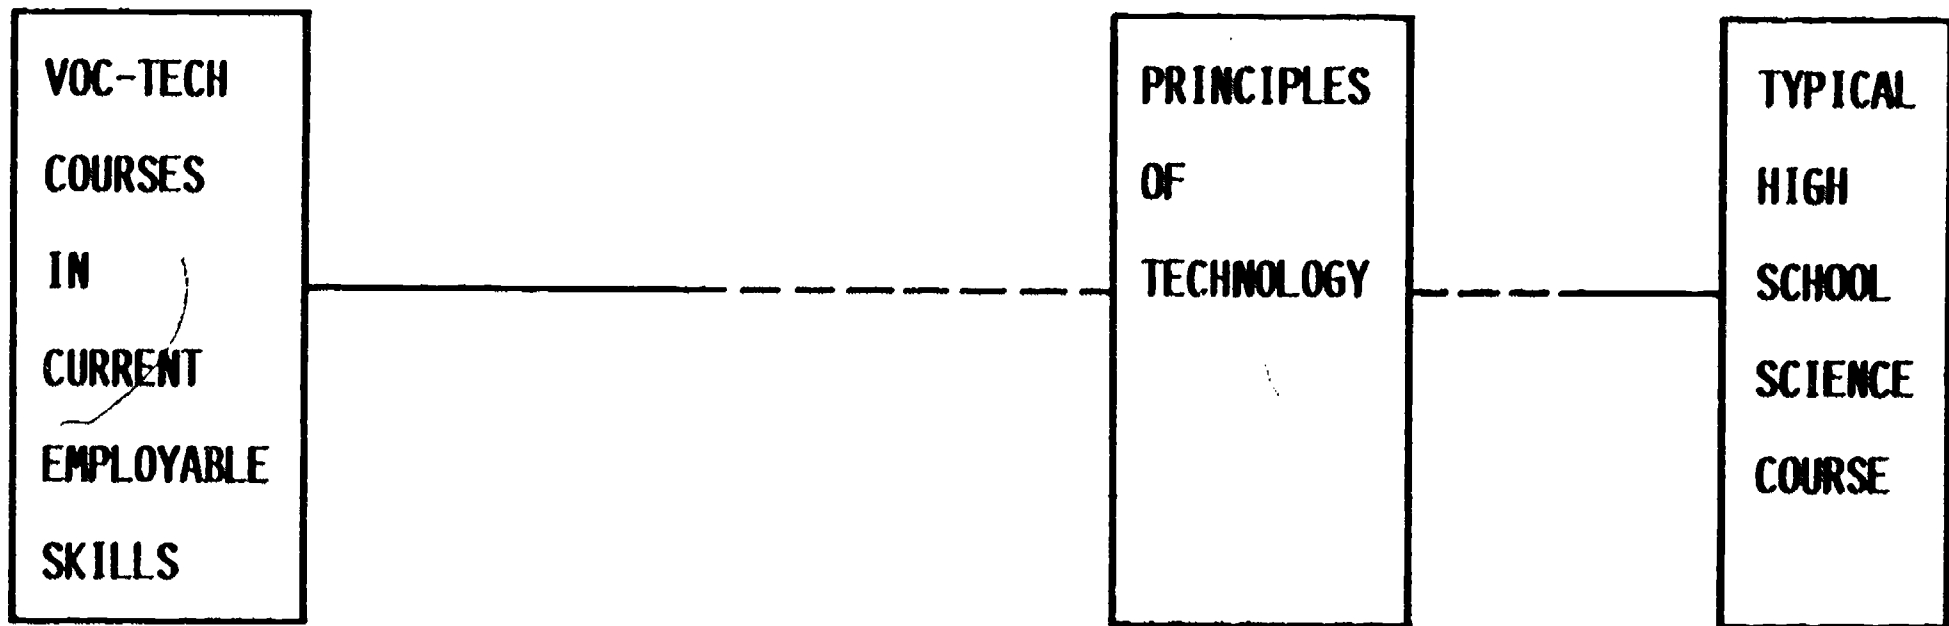 VOC-TECH
COURSES
IN
CURRENT
EMPLOYABLE
SKILLS
PRINCIPLES
OF
TECHNOLOGY
TYPICAL
HIGH
SCHOOL
SCIENCE
COURSE